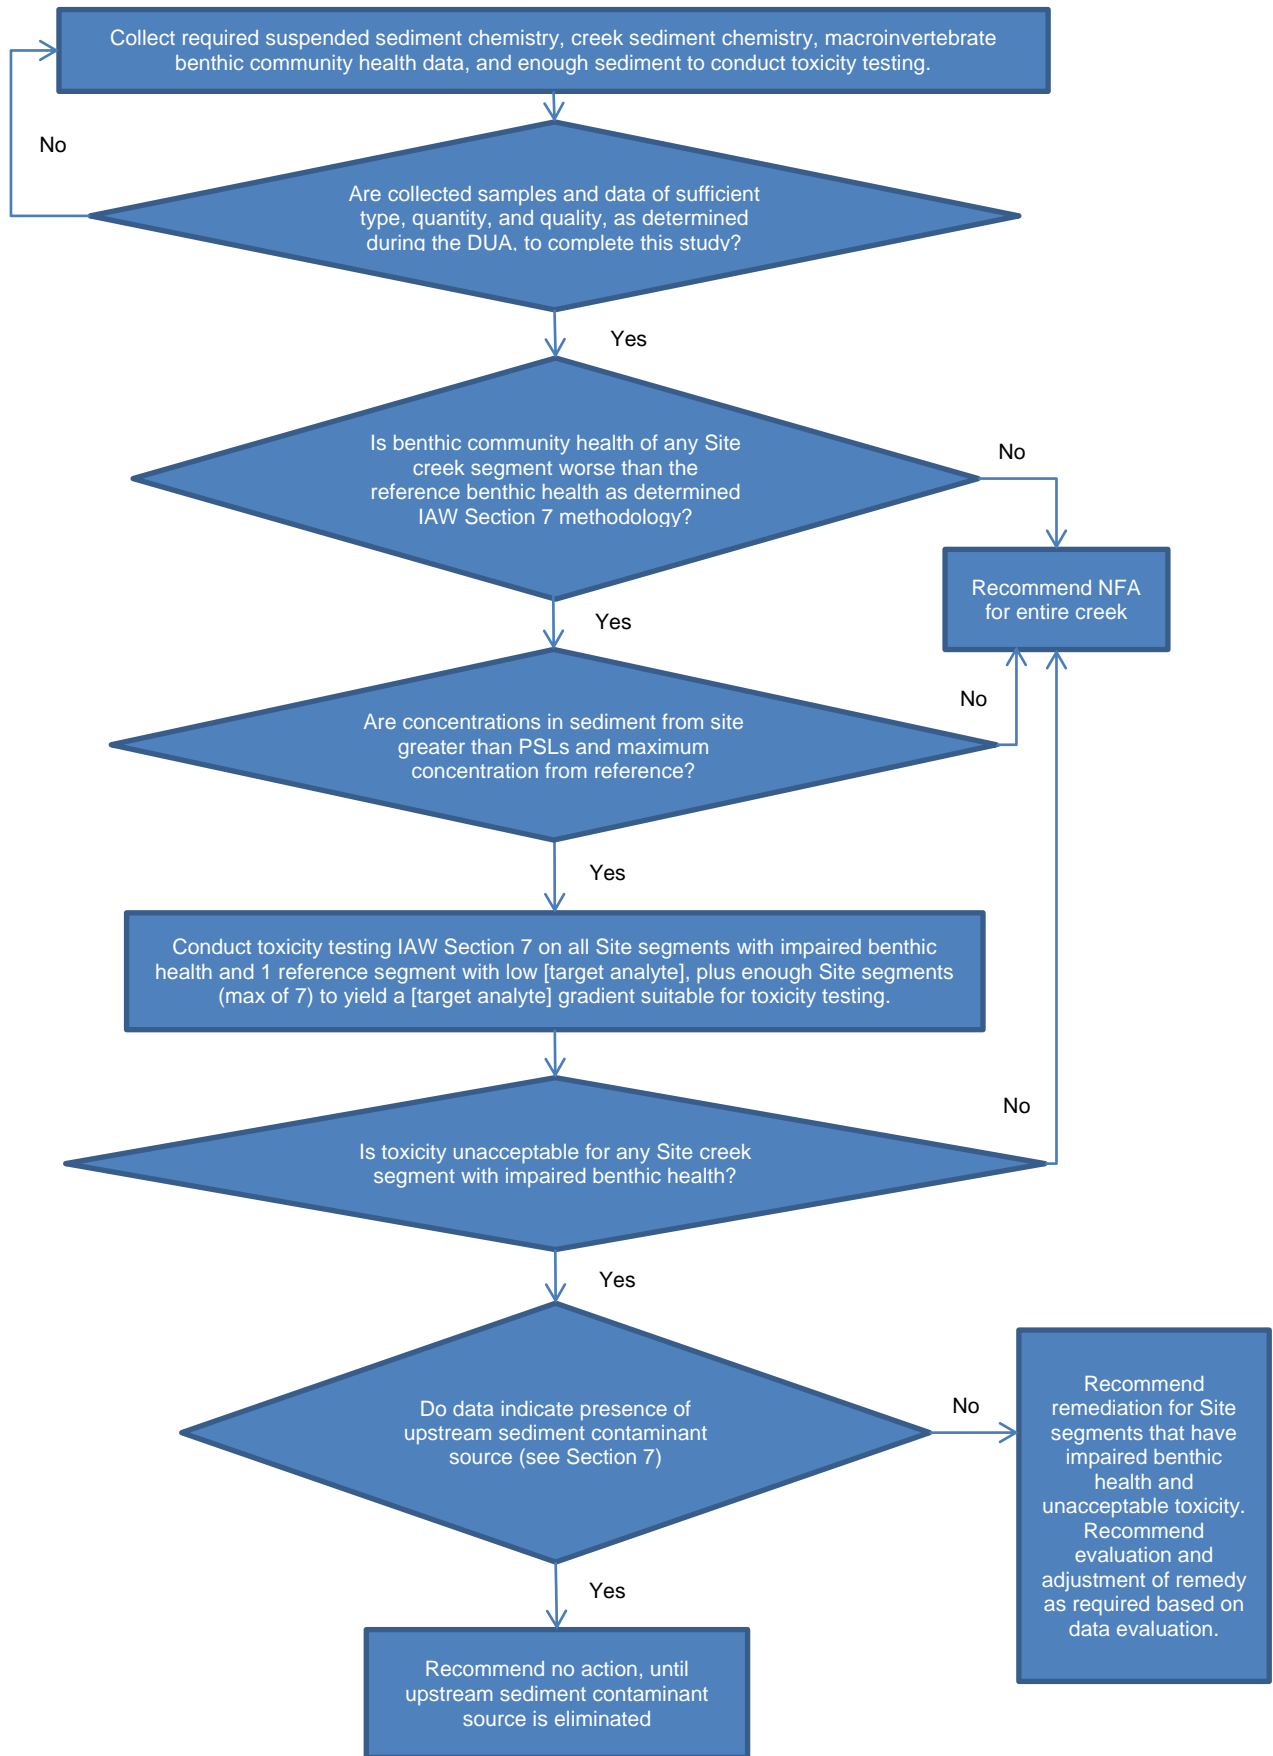 Collect required suspended sediment chemistry, creek sediment chemistry, macroinvertebrate
benthic community health data, and enough sediment to conduct toxicity testing.
No
Are collected samples and data of sufficient
type, quantity, and quality, as determined
during the DUA, to complete this study?
Yes
Is benthic community health of any Site
creek segment worse than the
reference benthic health as determined
IAW Section 7 methodology?
No
Recommend NFA
for entire creek
Yes
Are concentrations in sediment from site
greater than PSLs and maximum
concentration from reference?
No
Yes
Conduct toxicity testing IAW Section 7 on all Site segments with impaired benthic
health and 1 reference segment with low [target analyte], plus enough Site segments
(max of 7) to yield a [target analyte] gradient suitable for toxicity testing.
Is toxicity unacceptable for any Site creek
segment with impaired benthic health?
No
Yes
Do data indicate presence of
upstream sediment contaminant
source (see Section 7)
No
Recommend
remediation for Site
segments that have
impaired benthic
health and
unacceptable toxicity.
Recommend
evaluation and
adjustment of remedy
as required based on
data evaluation.
Yes
Recommend no action, until
upstream sediment contaminant
source is eliminated